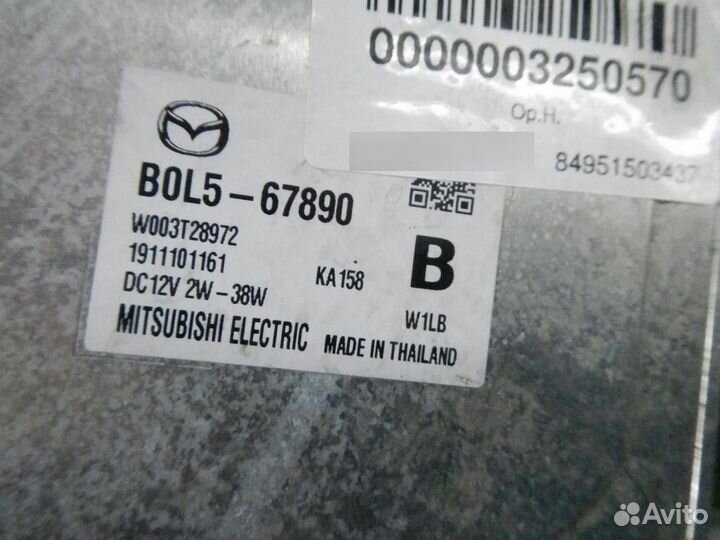 0000003250570
Ор.Н.
84951503437
B0L5-67890
W003T28972
1911101161
KA158
B
DC12V 2W-38W
W1LB
MITSUBISHI ELECTRIC MADE IN THAILAND
Avito